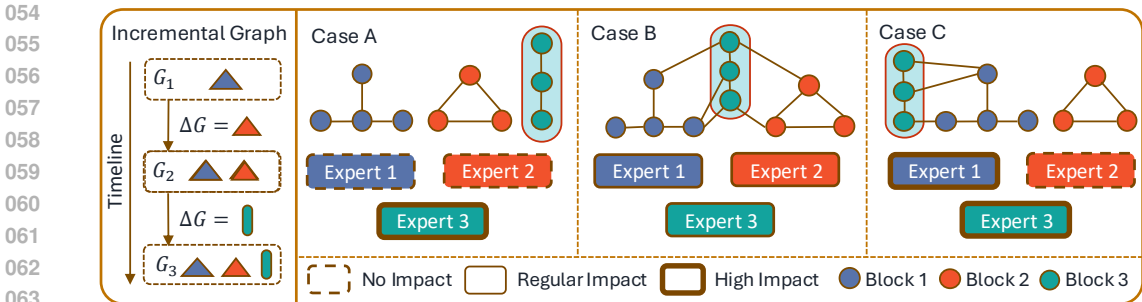 054
055
056
057
058
059
060
061
062
063
Incremental Graph
Timeline
G₁
ΔG =
G₂
ΔG =
G₃
Case A
Expert 1
Expert 2
Expert 3
Case B
Expert 1
Expert 2
Expert 3
Case C
Expert 1
Expert 2
Expert 3
No Impact Regular Impact High Impact Block 1 Block 2 Block 3